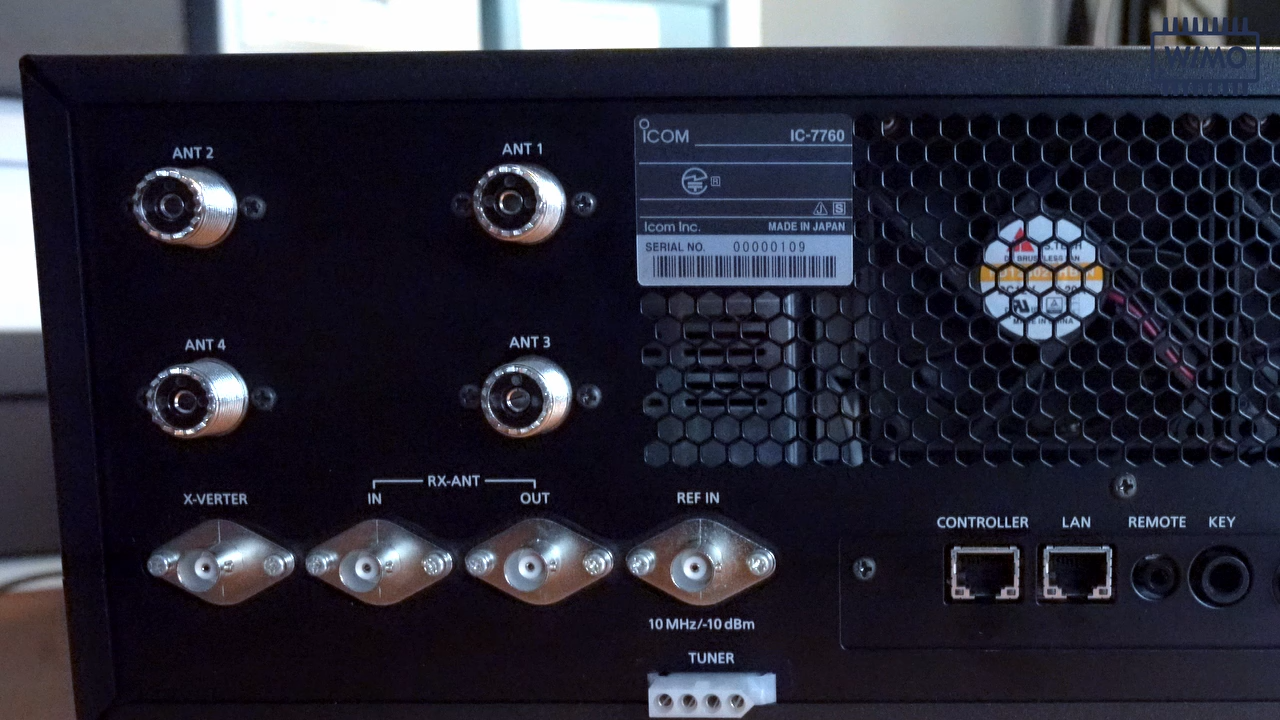 WiMO
ANT 2
ANT 1
ICOM
IC-7760
R
S
Icom Inc.
MADE IN JAPAN
SERIAL NO.
00000109
ANT 4
ANT 3
X-VERTER
RX-ANT
IN
OUT
REF IN
10 MHz/-10 dBm
TUNER
CONTROLLER
LAN
REMOTE
KEY